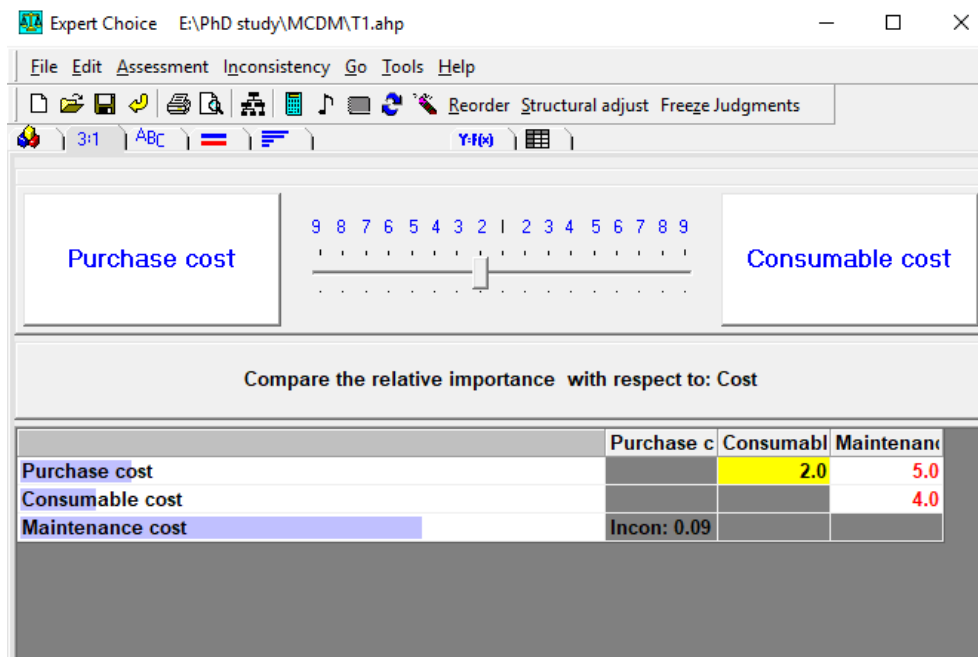 Expert Choice E:\PhD study\MCDM\T1.ahp
File Edit Assessment Inconsistency Go Tools Help
Reorder Structural adjust Freeze Judgments
3:1 ABC Y=F(x)
9 8 7 6 5 4 3 2 1 2 3 4 5 6 7 8 9
Purchase cost Consumable cost
Compare the relative importance with respect to: Cost
Purchase c Consumabl Maintenanc
Purchase cost 2.0 5.0
Consumable cost 4.0
Maintenance cost Incon: 0.09